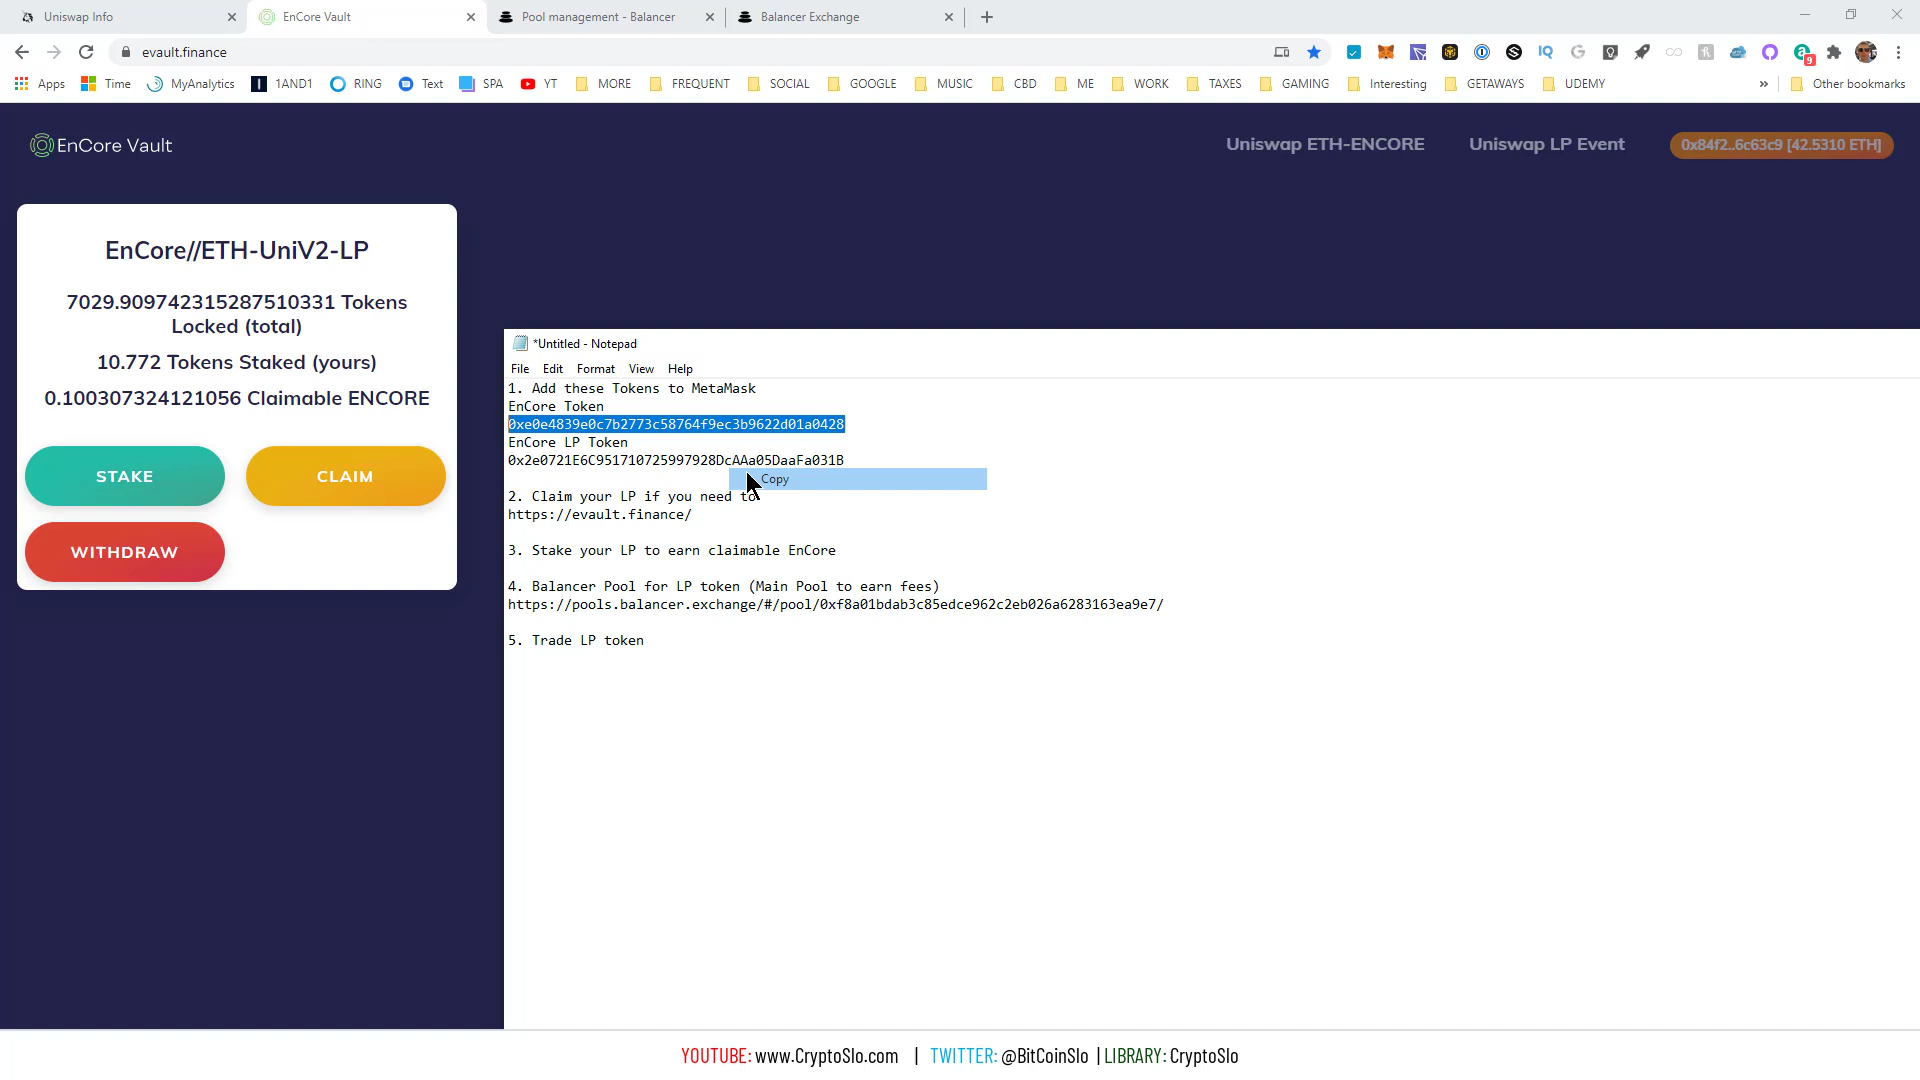 Uniswap Info
EnCore Vault
Pool management - Balancer
Balancer Exchange
evault.finance
9
Apps
Time
MyAnalytics
1AND1
RING
Text
SPA
YT
MORE
FREQUENT
SOCIAL
GOOGLE
MUSIC
CBD
ME
WORK
TAXES
GAMING
Interesting
GETAWAYS
UDEMY
»
Other bookmarks
EnCore Vault
Uniswap ETH-ENCORE
Uniswap LP Event
0x84f2..6c63c9 [42.5310 ETH]
EnCore//ETH-UniV2-LP
7029.909742315287510331 Tokens
Locked (total)
10.772 Tokens Staked (yours)
0.100307324121056 Claimable ENCORE
STAKE
CLAIM
WITHDRAW
*Untitled - Notepad
File Edit Format View Help
1. Add these Tokens to MetaMask
EnCore Token
0xe0e4839e0c7b2773c58764f9ec3b9622d01a0428
EnCore LP Token
0x2e0721E6C951710725997928DcAAa05DaaFa031B
Copy
2. Claim your LP if you need to
https://evault.finance/
3. Stake your LP to earn claimable EnCore
4. Balancer Pool for LP token (Main Pool to earn fees)
https://pools.balancer.exchange/#/pool/0xf8a01bdab3c85edce962c2eb026a6283163ea9e7/
5. Trade LP token
YOUTUBE: www.CryptoSlo.com | TWITTER: @BitCoinSlo | LIBRARY: CryptoSlo